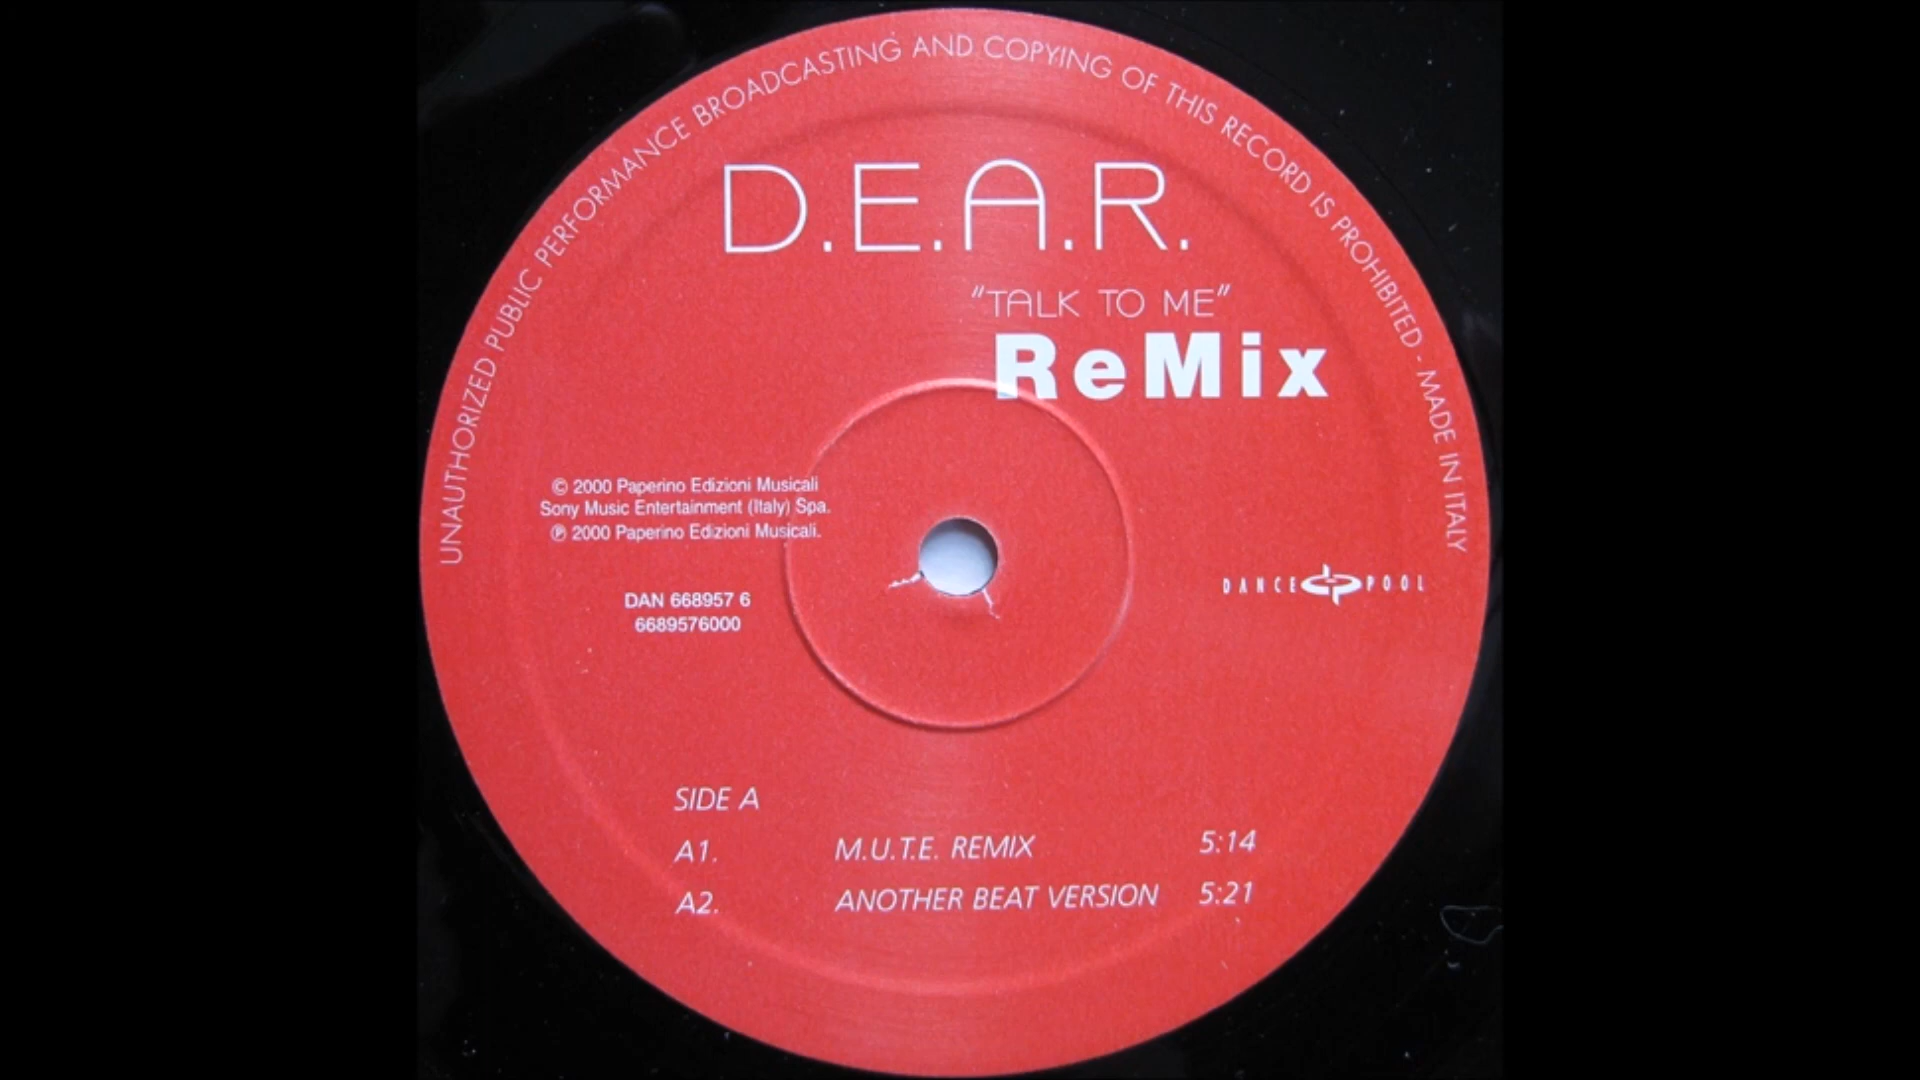 UNAUTHORIZED PUBLIC PERFORMANCE BROADCASTING AND COPYING OF THIS RECORD IS PROHIBITED - MADE IN ITALY
D.E.A.R.
"TALK TO ME"
ReMix
© 2000 Paperino Edizioni Musicali
Sony Music Entertainment (Italy) Spa.
℗ 2000 Paperino Edizioni Musicali.
DAN 668957 6
6689576000
DANCE dp POOL
SIDE A
A1. M.U.T.E. REMIX 5:14
A2. ANOTHER BEAT VERSION 5:21